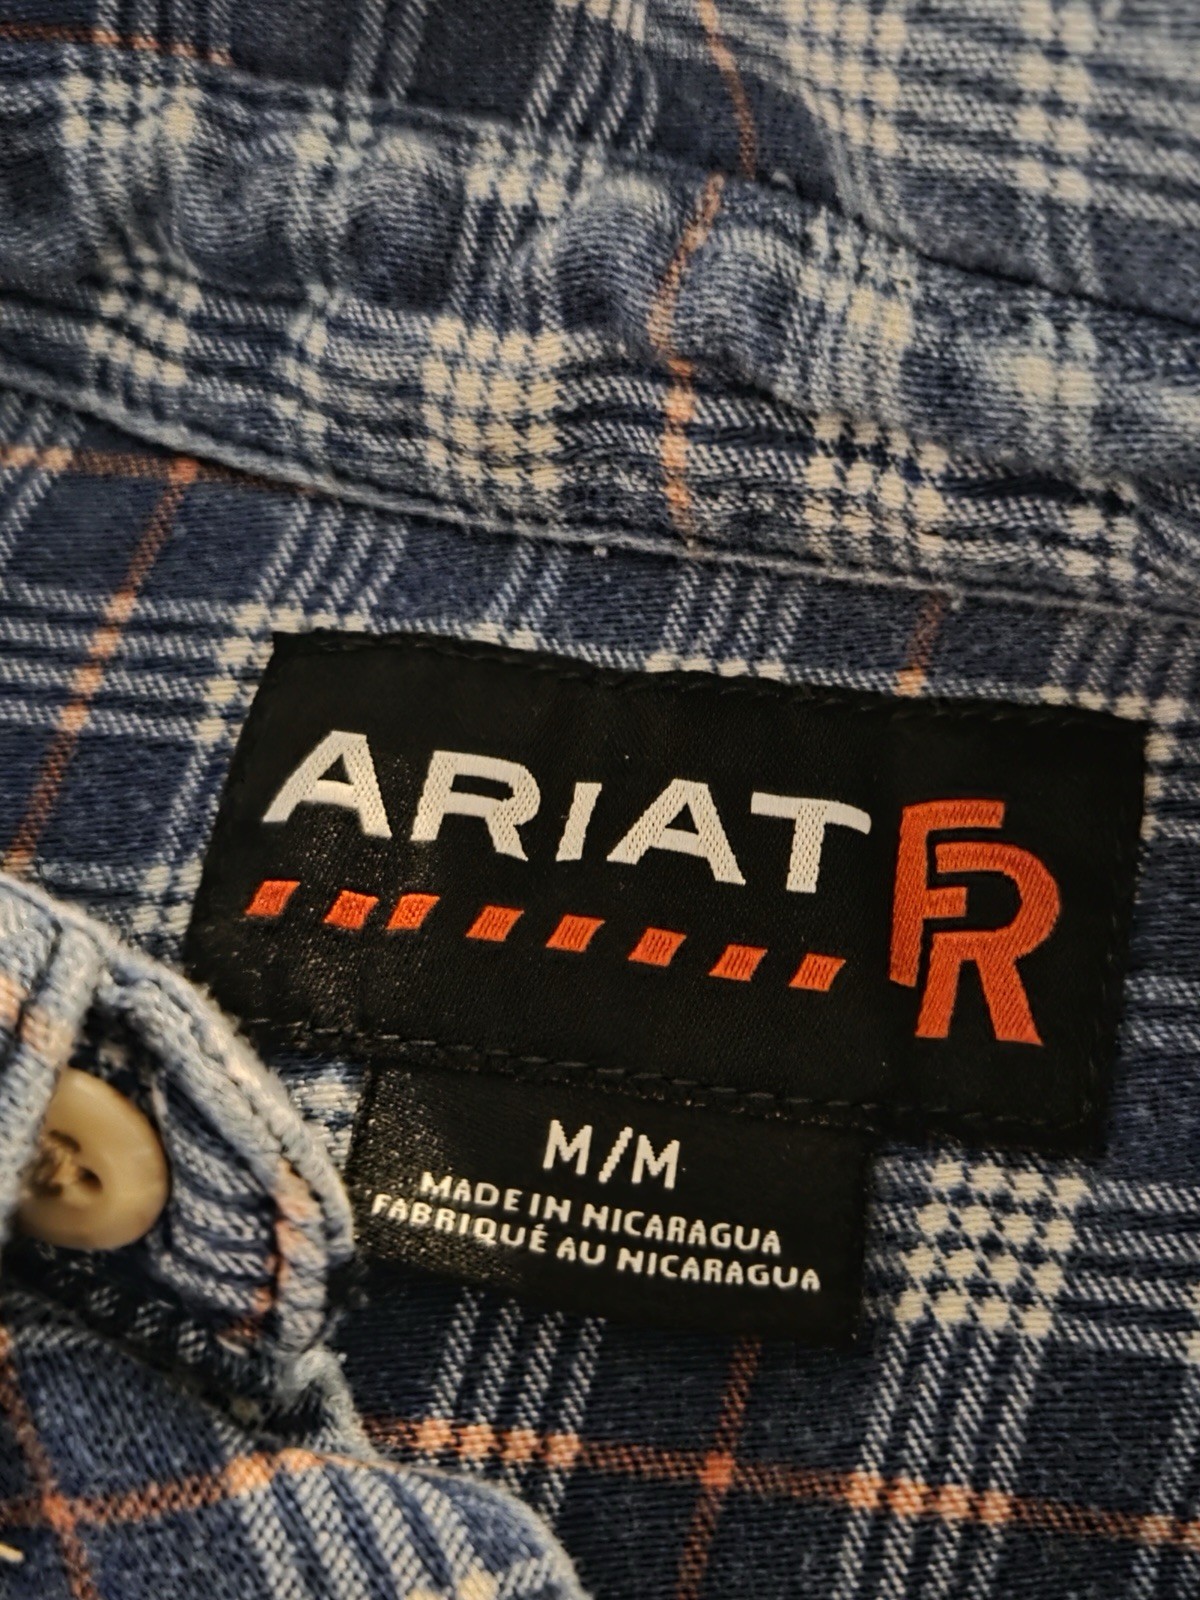 ARIAT FR
M/M
MADE IN NICARAGUA
FABRIQUÉ AU NICARAGUA